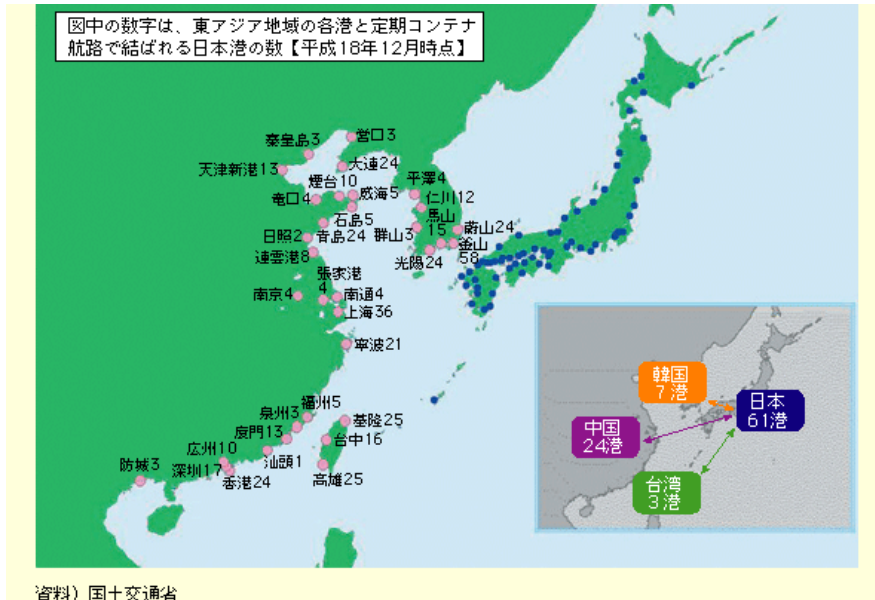 図中の数字は、東アジア地域の各港と定期コンテナ
航路で結ばれる日本港の数【平成18年12月時点】
営口3
秦皇島3
大連24
天津新港13
煙台10
平澤4
威海5
竜口4
仁川12
馬山
15
石島5
蔚山24
群山3
日照2
青島24
釜山
58
連雲港8
光陽24
張家港
4
南京4
南通4
上海36
寧波21
福州5
泉州3
基隆25
厦門13
台中16
広州10
汕頭1
防城3
深圳17
香港24
高雄25
韓国
7港
日本
61港
中国
24港
台湾
3港
資料）国土交通省